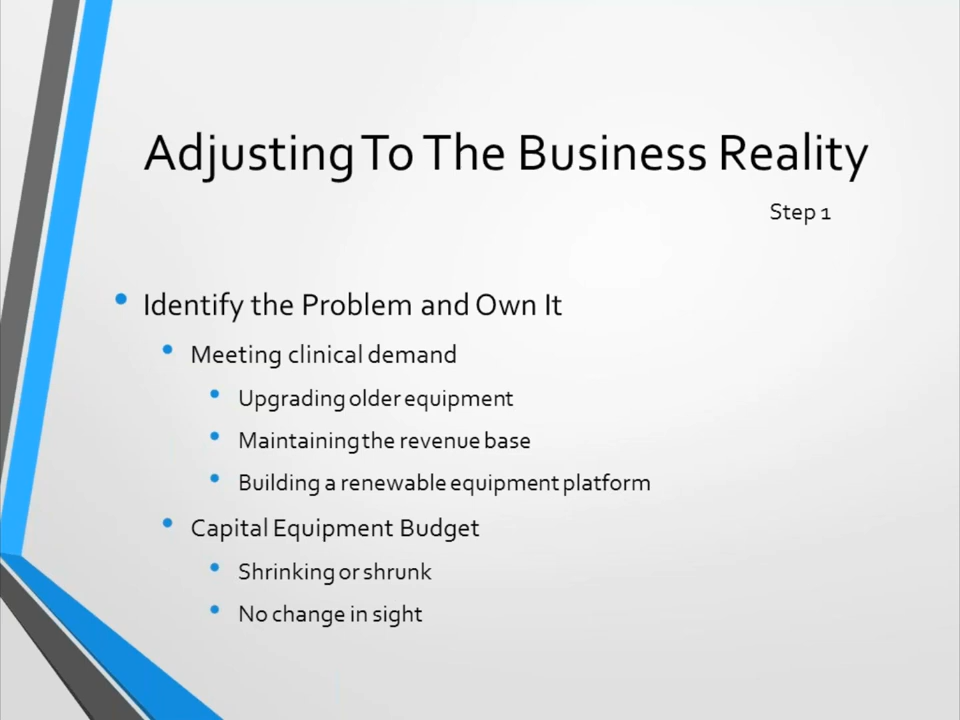 Adjusting To The Business Reality
Step 1
Identify the Problem and Own It
Meeting clinical demand
Upgrading older equipment
Maintaining the revenue base
Building a renewable equipment platform
Capital Equipment Budget
Shrinking or shrunk
No change in sight